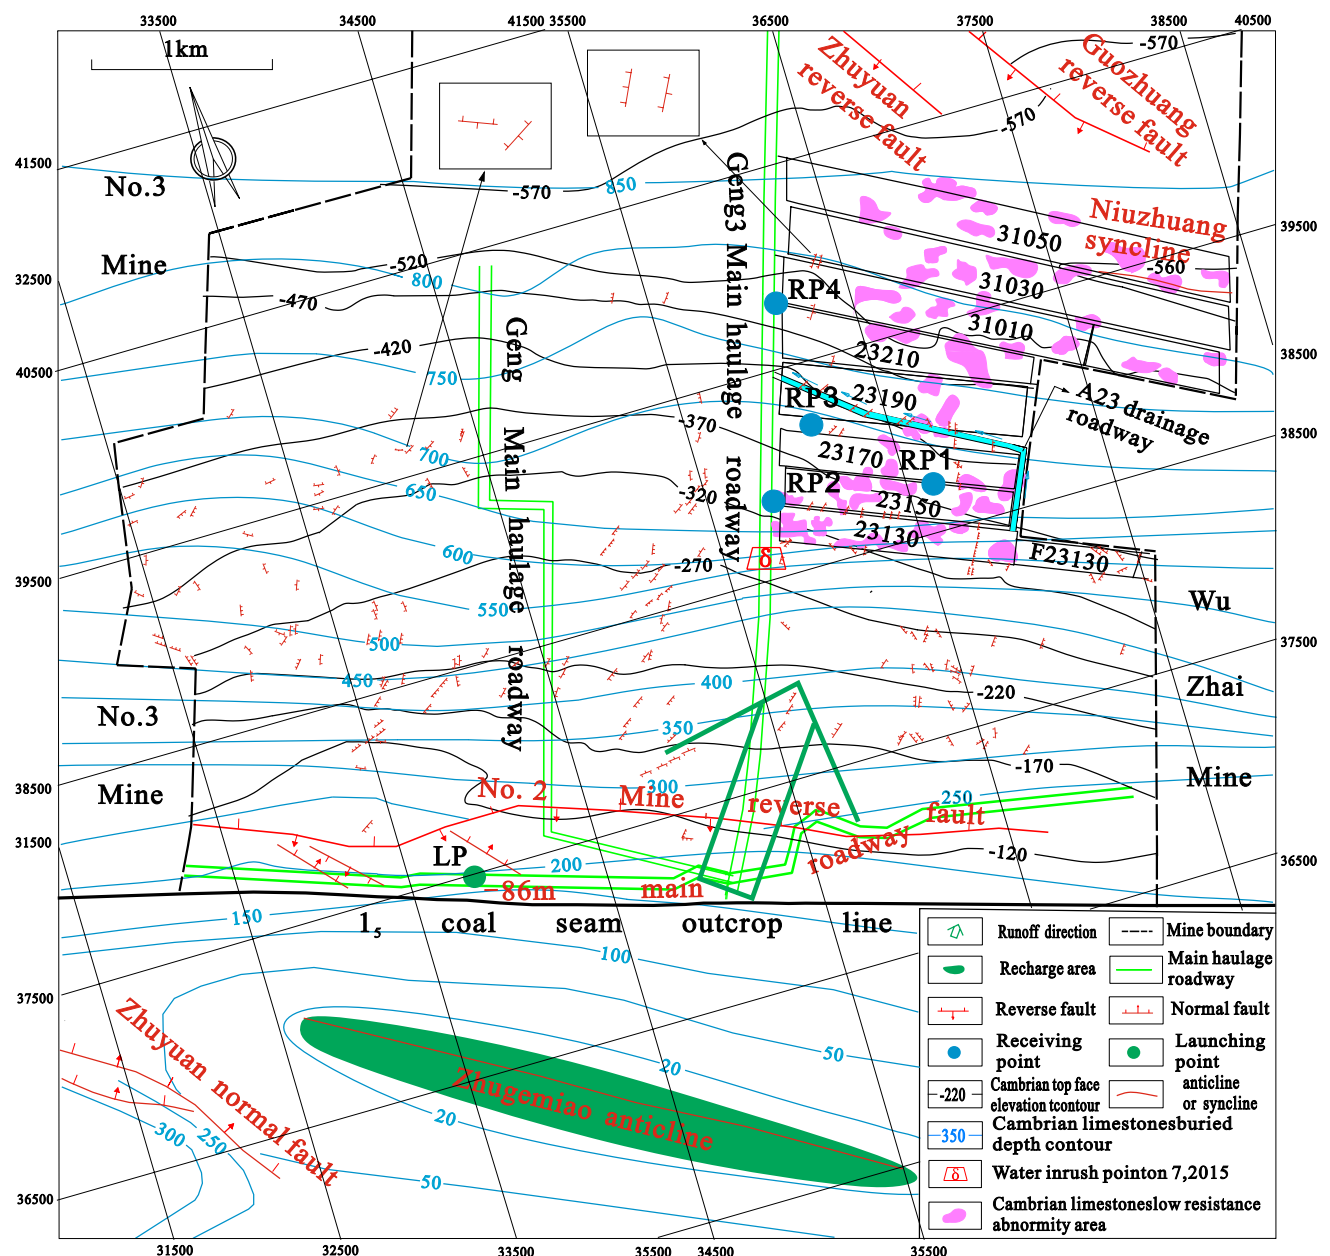 33500
34500
41500
35500
36500
37500
38500
40500
1km
-570
Zhuyuan
reverse fault
Guozhuang
reverse fault
-570
41500
No.3
-570
850
Geng3 Main haulage roadway
Niuzhuang
syncline
39500
31050
Mine
-520
-560
32500
800
-470
RP4
31030
31010
Geng Main haulage roadway
-420
23210
38500
40500
750
23190
A23 drainage
roadway
RP3
-370
38500
700
23170
RP1
650
-320
RP2
23150
23130
600
δ
-270
F23130
39500
550
Wu
500
37500
450
400
-220
Zhai
No.3
350
-170
38500
Mine
300
No. 2 Mine reverse fault
250
Mine
31500
roadway
LP
200
-120
36500
-86m
main
150
1₅ coal seam outcrop line
100
37500
Zhuyuan normal fault
50
20
Zhugemiao anticline
20
300
250
50
36500
Runoff direction
Mine boundary
Recharge area
Main haulage
roadway
Reverse fault
Normal fault
Receiving
point
Launching
point
-220
Cambrian top face
elevation tcontour
anticline
or syncline
350
Cambrian limestonesburied
depth contour
δ
Water inrush pointon 7,2015
Cambrian limestoneslow resistance
abnormity area
31500
32500
33500
35500
34500
35500